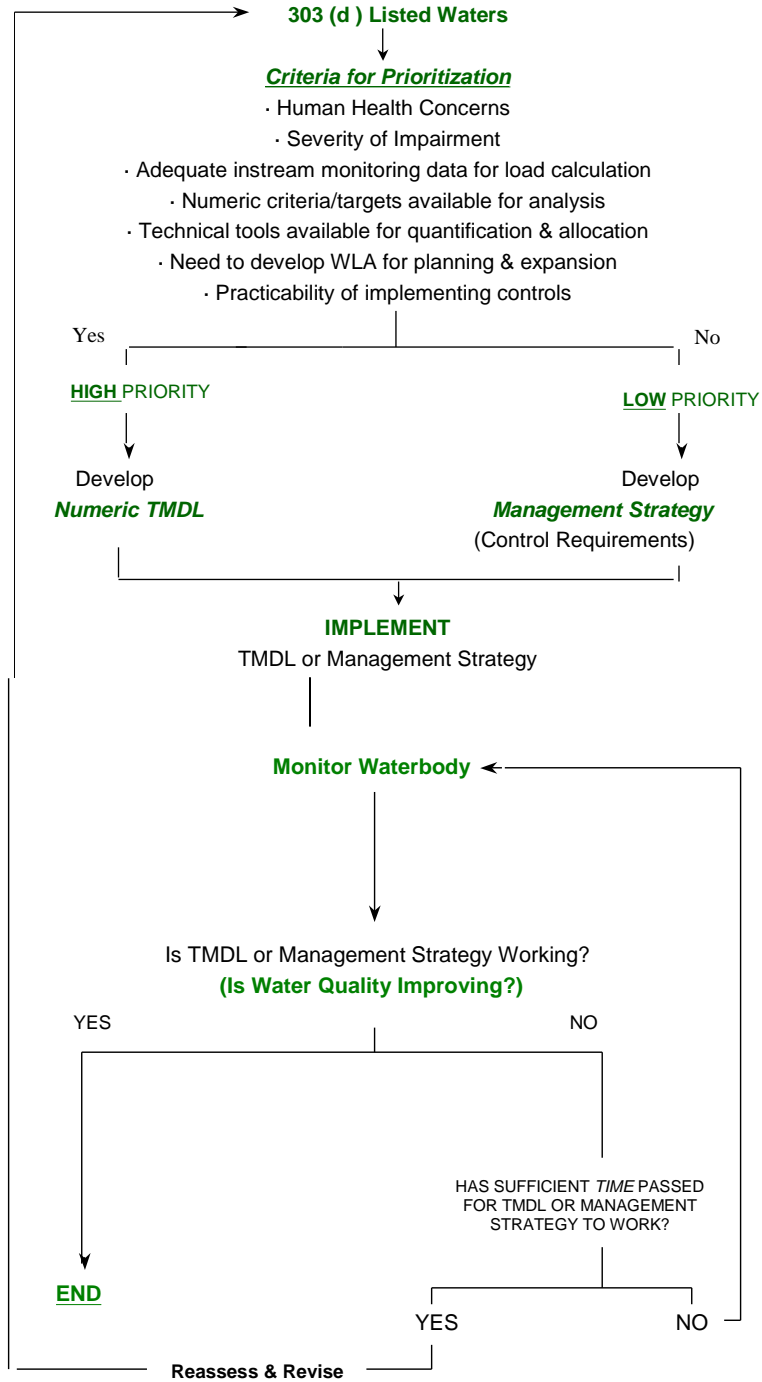 303 (d ) Listed Waters
Criteria for Prioritization
· Human Health Concerns
· Severity of Impairment
· Adequate instream monitoring data for load calculation
· Numeric criteria/targets available for analysis
· Technical tools available for quantification & allocation
· Need to develop WLA for planning & expansion
· Practicability of implementing controls
Yes
No
HIGH PRIORITY
LOW PRIORITY
Develop
Numeric TMDL
Develop
Management Strategy
(Control Requirements)
IMPLEMENT
TMDL or Management Strategy
Monitor Waterbody
Is TMDL or Management Strategy Working?
(Is Water Quality Improving?)
YES
NO
HAS SUFFICIENT TIME PASSED
FOR TMDL OR MANAGEMENT
STRATEGY TO WORK?
END
YES
NO
Reassess & Revise